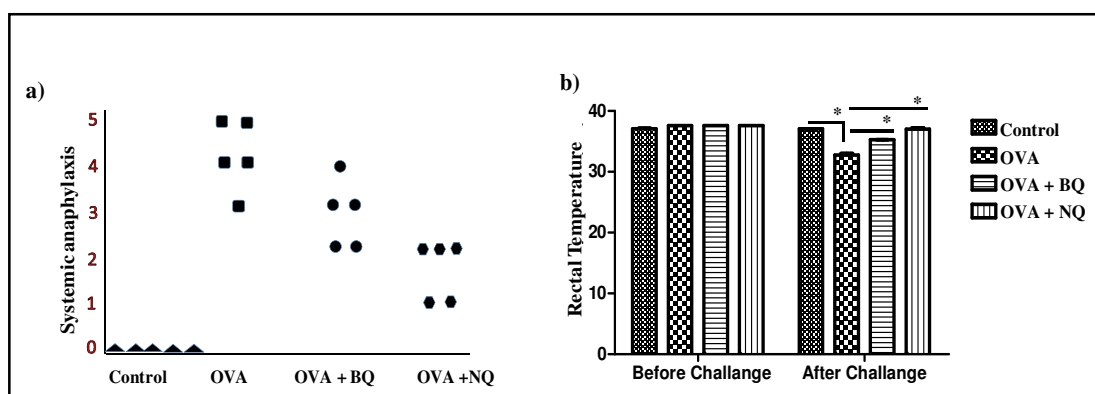 a)
Systemic anaphylaxis
5
4
3
2
1
0
Control OVA OVA + BQ OVA +NQ
b)
Rectal Temperature
40
30
20
10
0
* * *
Before Challange After Challange
Control
OVA
OVA + BQ
OVA + NQ